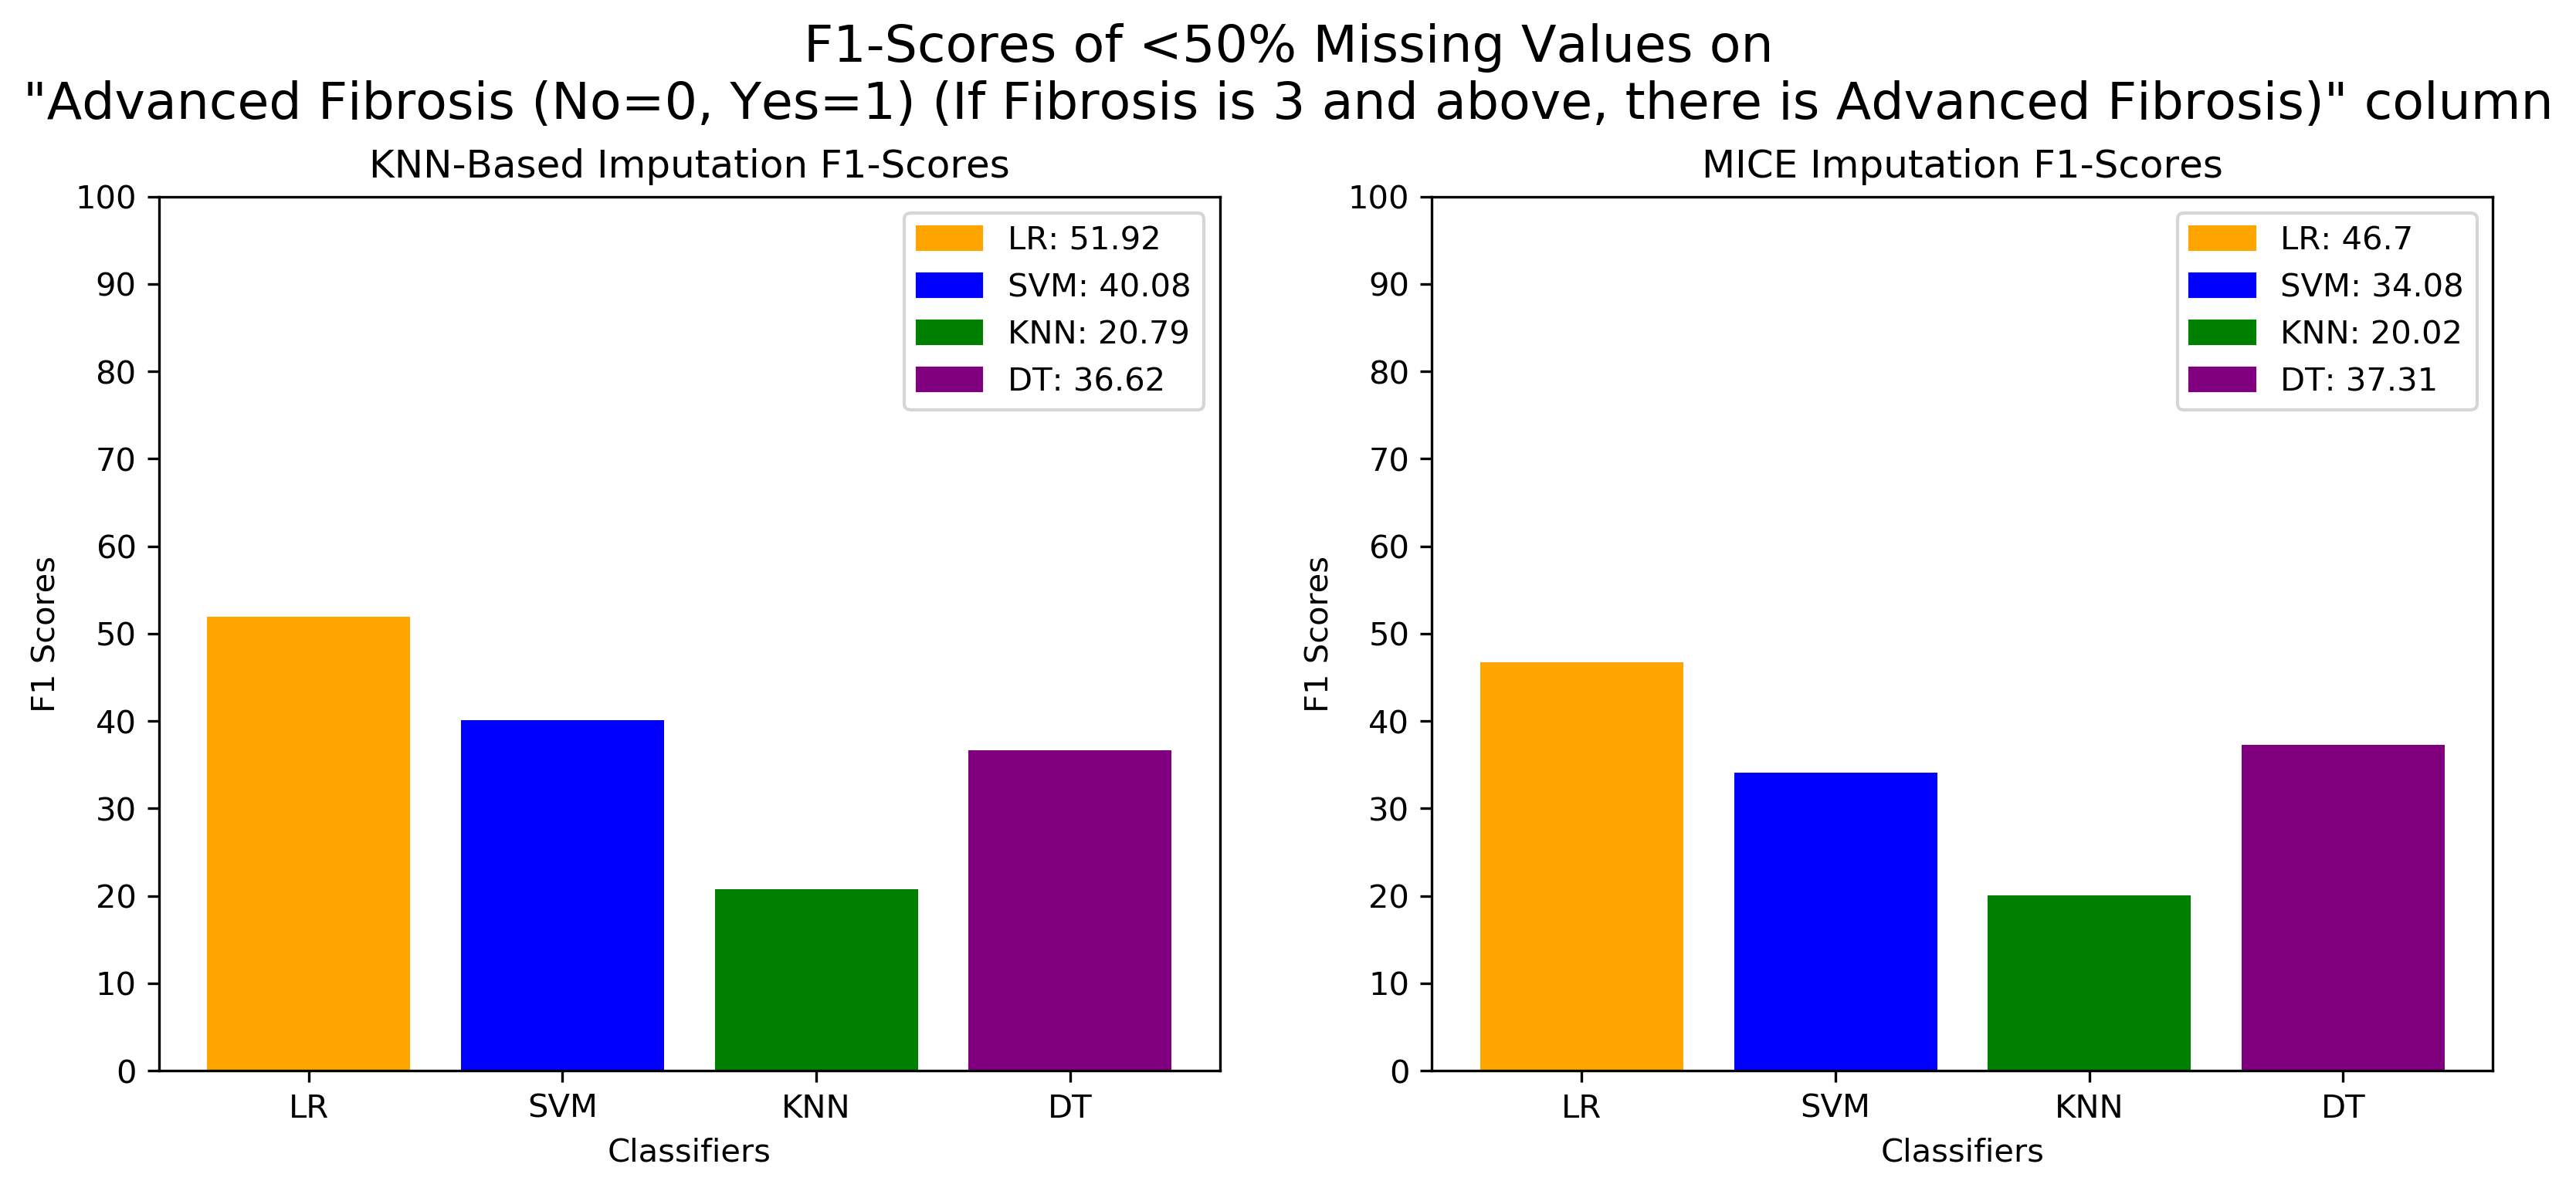 F1-Scores of <50% Missing Values on
"Advanced Fibrosis (No=0, Yes=1) (If Fibrosis is 3 and above, there is Advanced Fibrosis)" column
KNN-Based Imputation F1-Scores
100
90
80
70
60
50
40
30
20
10
0
F1 Scores
LR: 51.92
SVM: 40.08
KNN: 20.79
DT: 36.62
LR SVM KNN DT
Classifiers
MICE Imputation F1-Scores
100
90
80
70
60
50
40
30
20
10
0
F1 Scores
LR: 46.7
SVM: 34.08
KNN: 20.02
DT: 37.31
LR SVM KNN DT
Classifiers